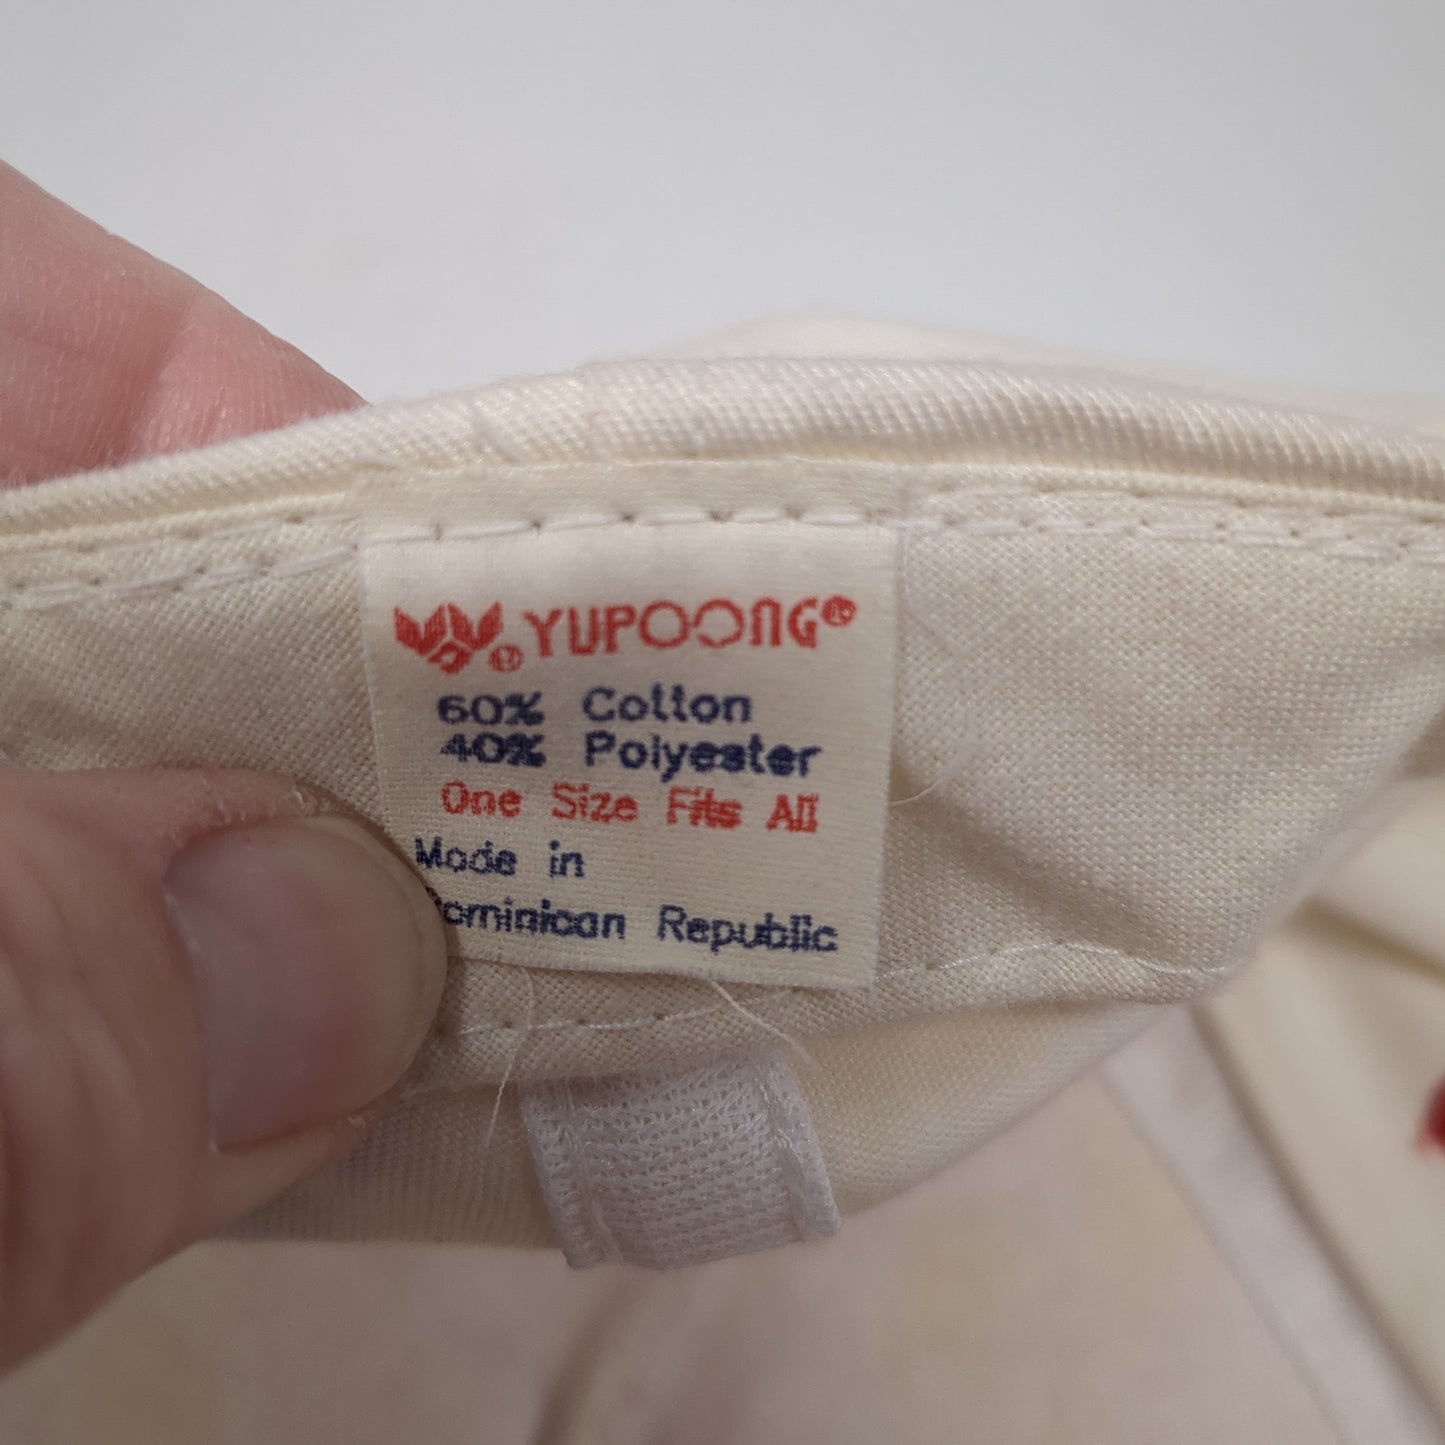 ® YUPOONG®
60% Cotton
40% Polyester
One Size Fits All
Made in
Dominican Republic